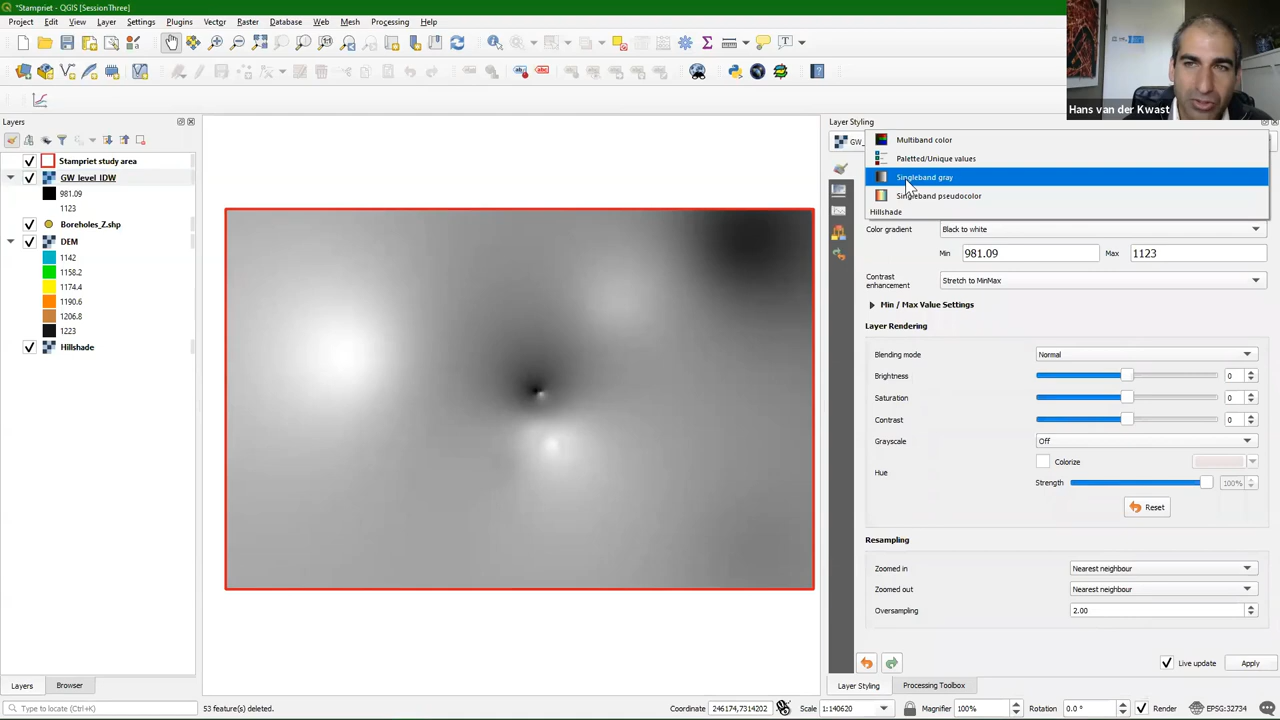 *Stampriet - QGIS [SessionThree]
Project Edit View Layer Settings Plugins Vector Raster Database Web Mesh Processing Help
Hans van der Kwast
Layers
Stampriet study area
GW_level_IDW
981.09
1123
Boreholes_Z.shp
DEM
1142
1158.2
1174.4
1190.6
1206.8
1223
Hillshade
Layer Styling
GW_
Multiband color
Paletted/Unique values
Singleband gray
Singleband pseudocolor
Hillshade
Color gradient Black to white
Min 981.09 Max 1123
Contrast enhancement Stretch to MinMax
Min / Max Value Settings
Layer Rendering
Blending mode Normal
Brightness 0
Saturation 0
Contrast 0
Grayscale Off
Hue Colorize
Strength 100%
Reset
Resampling
Zoomed in Nearest neighbour
Zoomed out Nearest neighbour
Oversampling 2.00
Live update Apply
Layers Browser Layer Styling Processing Toolbox
Type to locate (Ctrl+K) 53 feature(s) deleted. Coordinate 246174,7314202 Scale 1:140620 Magnifier 100% Rotation 0.0 ° Render EPSG:32734